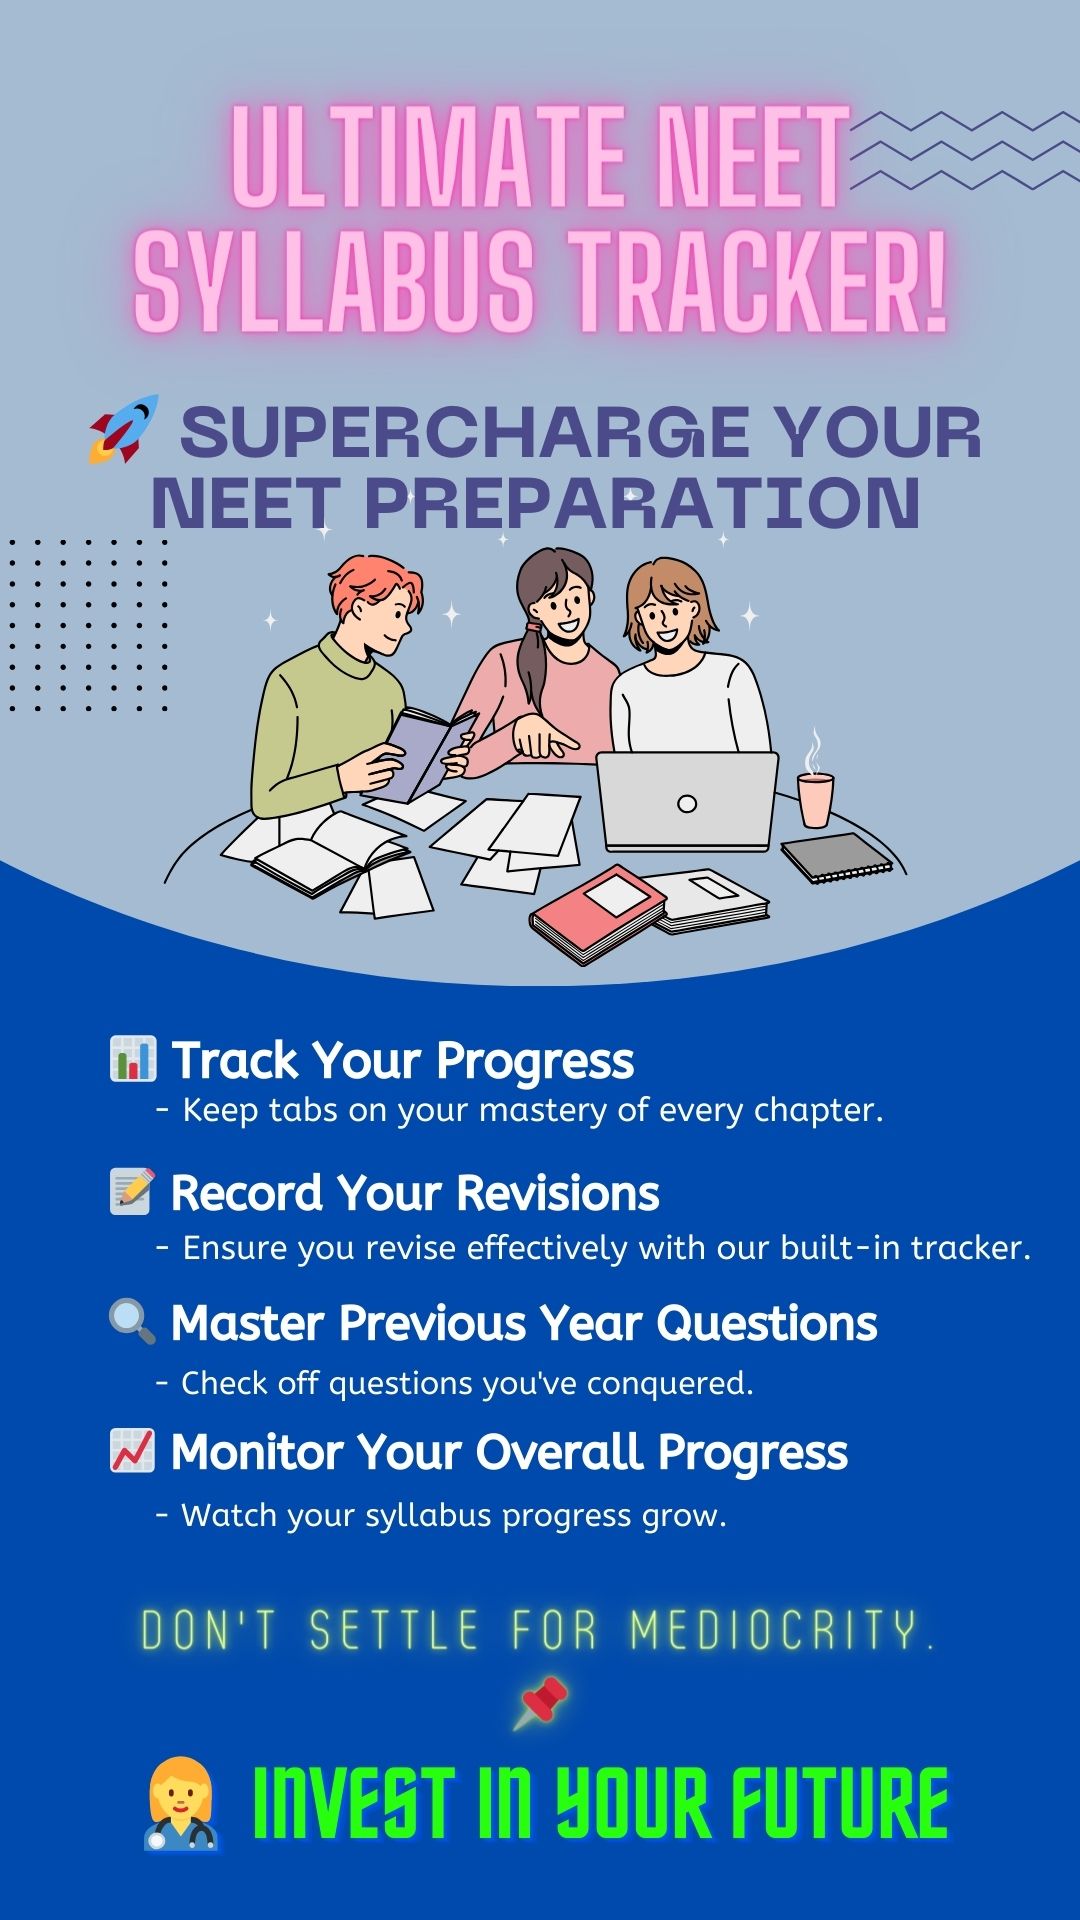 ULTIMATE NEET
SYLLABUS TRACKER!
🚀 SUPERCHARGE YOUR
NEET PREPARATION
📊 Track Your Progress
- Keep tabs on your mastery of every chapter.
📝 Record Your Revisions
- Ensure you revise effectively with our built-in tracker.
🔍 Master Previous Year Questions
- Check off questions you've conquered.
📈 Monitor Your Overall Progress
- Watch your syllabus progress grow.
DON'T SETTLE FOR MEDIOCRITY.
📌
👩‍⚕️ INVEST IN YOUR FUTURE